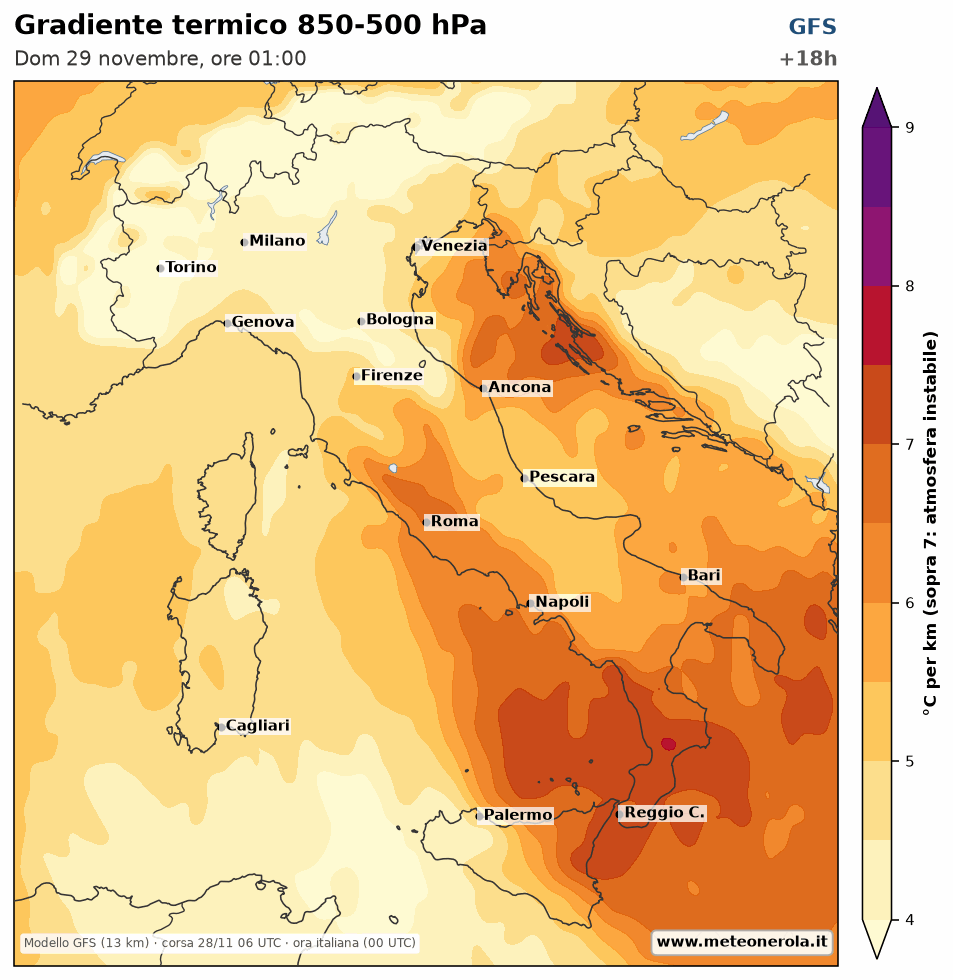 Gradiente termico 850-500 hPa
GFS
Dom 29 novembre, ore 01:00
+18h
9
8
7
6
5
4
°C per km (sopra 7: atmosfera instabile)
Milano
Venezia
Torino
Genova
Bologna
Firenze
Ancona
Pescara
Roma
Bari
Napoli
Cagliari
Palermo
Reggio C.
Modello GFS (13 km) · corsa 28/11 06 UTC · ora italiana (00 UTC)
www.meteonerola.it